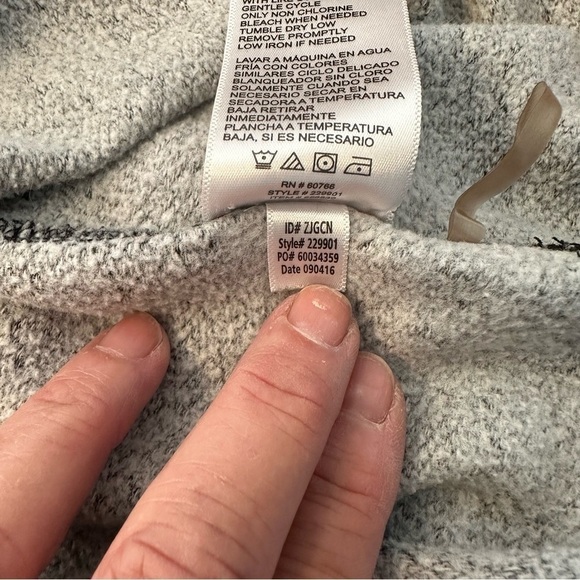 WITH LIKE
GENTLE CYCLE
ONLY NON CHLORINE
BLEACH WHEN NEEDED
TUMBLE DRY LOW
REMOVE PROMPTLY
LOW IRON IF NEEDED
LAVAR A MÁQUINA EN AGUA
FRÍA CON COLORES
SIMILARES CICLO DELICADO
BLANQUEADOR SIN CLORO
SOLAMENTE CUANDO SEA
NECESARIO SECAR EN
SECADORA A TEMPERATURA
BAJA RETIRAR
INMEDIATAMENTE
PLANCHA A TEMPERATURA
BAJA, SI ES NECESARIO
RN # 60766
STYLE # 229901
ID# ZJGCN
Style# 229901
PO# 60034359
Date 090416